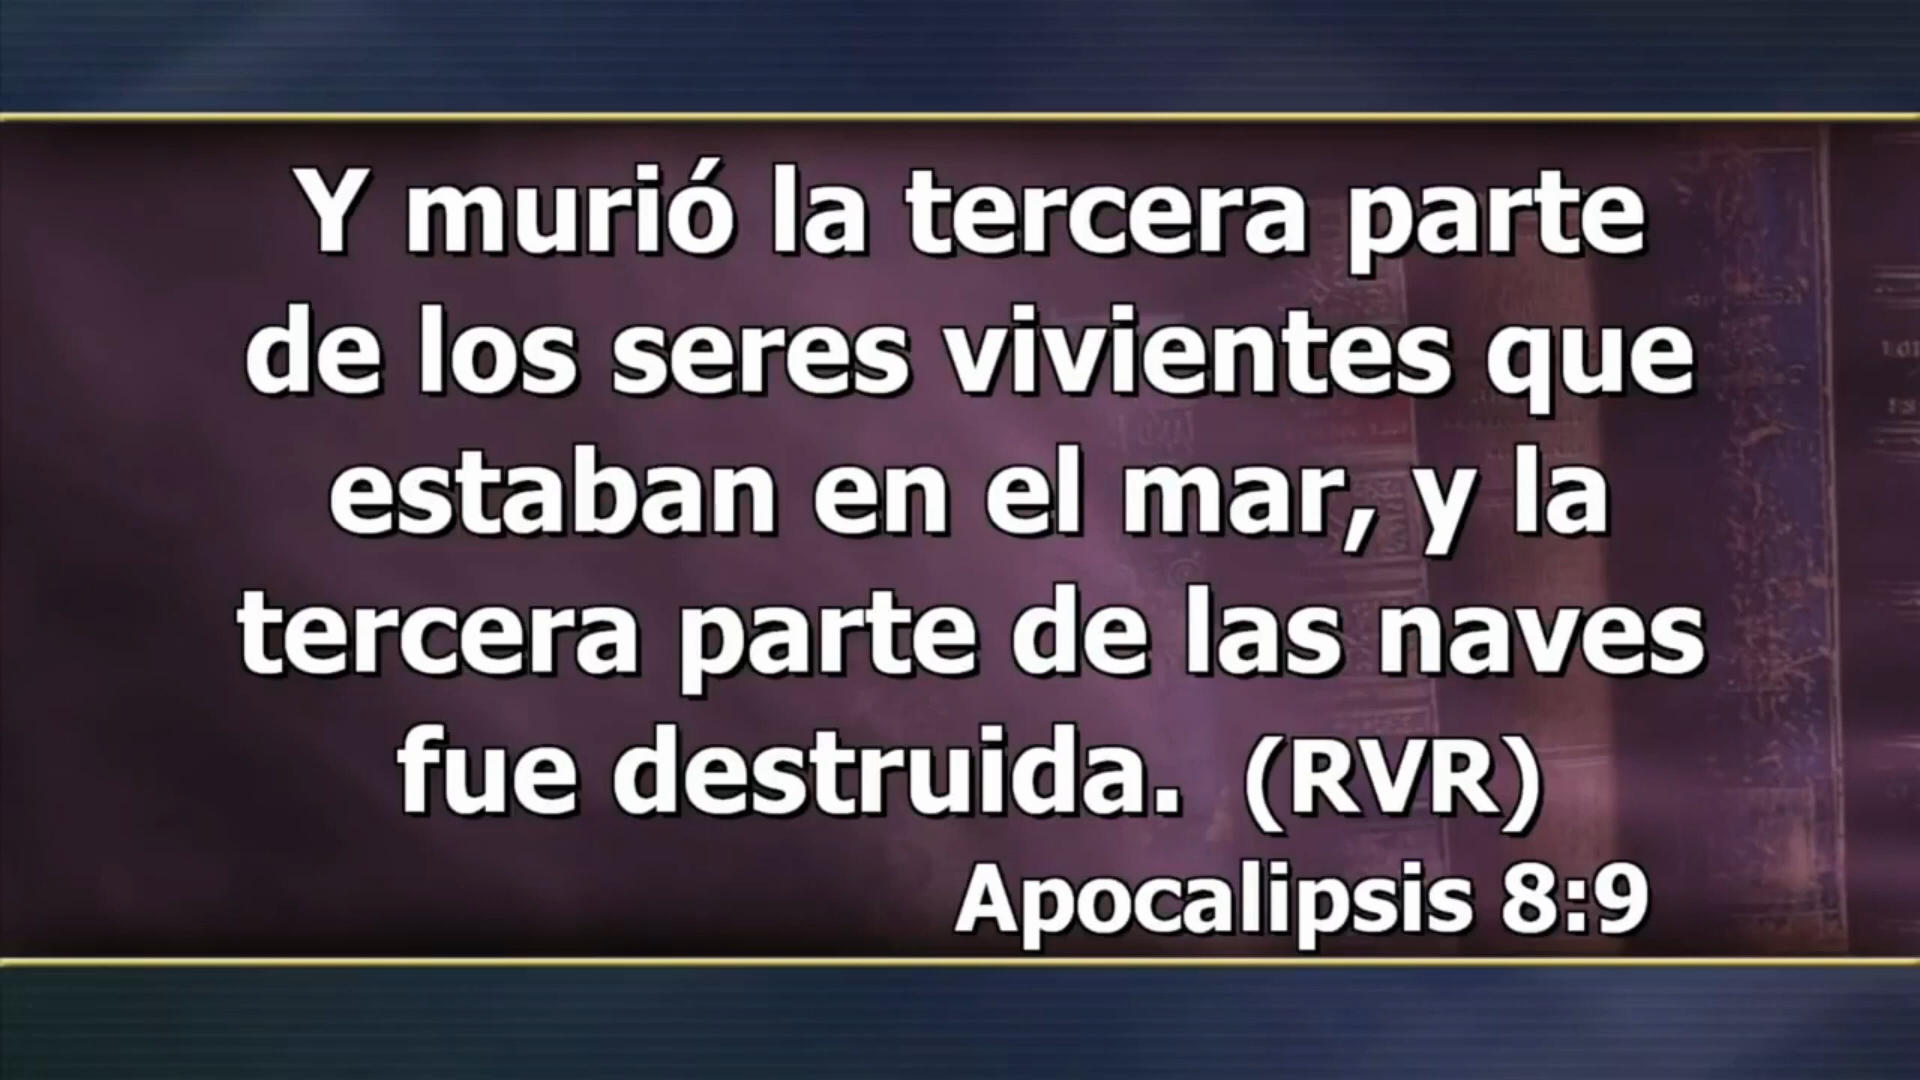 Y murió la tercera parte
de los seres vivientes que
estaban en el mar, y la
tercera parte de las naves
fue destruida. (RVR)
Apocalipsis 8:9